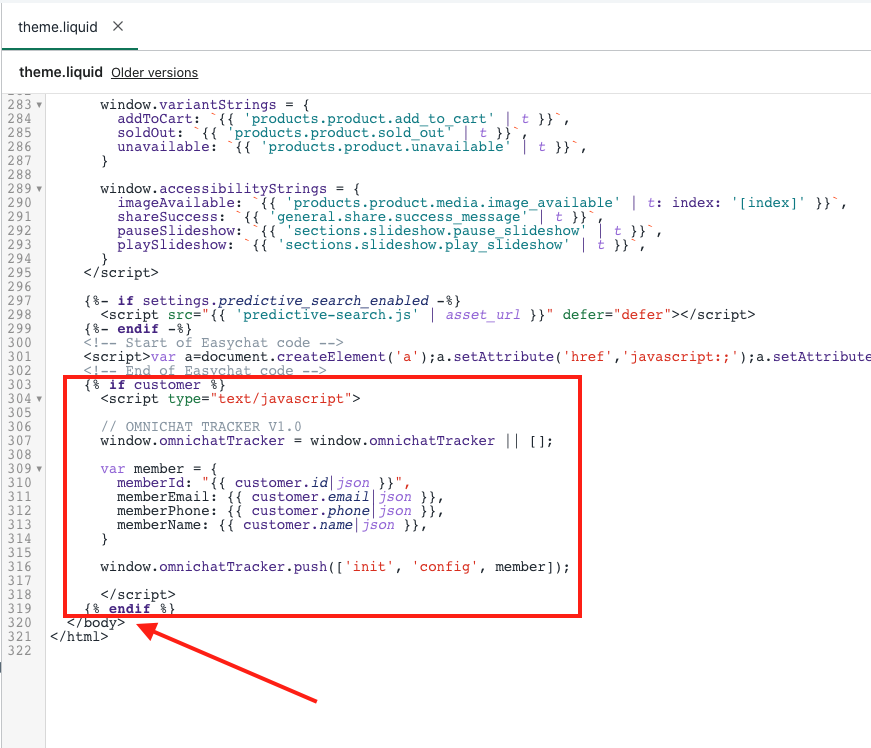 theme.liquid ×
theme.liquid Older versions
283 window.variantStrings = {
284 addToCart: `{{ 'products.product.add_to_cart' | t }}`,
285 soldOut: `{{ 'products.product.sold_out' | t }}`,
286 unavailable: `{{ 'products.product.unavailable' | t }}`,
287 }
288
289 window.accessibilityStrings = {
290 imageAvailable: `{{ 'products.product.media.image_available' | t: index: '[index]' }}`,
291 shareSuccess: `{{ 'general.share.success_message' | t }}`,
292 pauseSlideshow: `{{ 'sections.slideshow.pause_slideshow' | t }}`,
293 playSlideshow: `{{ 'sections.slideshow.play_slideshow' | t }}`,
294 }
295 </script>
296
297 {%- if settings.predictive_search_enabled -%}
298 <script src="{{ 'predictive-search.js' | asset_url }}" defer="defer"></script>
299 {%- endif -%}
300 <!-- Start of Easychat code -->
301 <script>var a=document.createElement('a');a.setAttribute('href','javascript:;');a.setAttribute
302 <!-- End of Easychat code -->
303 {% if customer %}
304 <script type="text/javascript">
305
306 // OMNICHAT TRACKER V1.0
307 window.omnichatTracker = window.omnichatTracker || [];
308
309 var member = {
310 memberId: "{{ customer.id|json }}",
311 memberEmail: {{ customer.email|json }},
312 memberPhone: {{ customer.phone|json }},
313 memberName: {{ customer.name|json }},
314 }
315
316 window.omnichatTracker.push(['init', 'config', member]);
317
318 </script>
319 {% endif %}
320 </body>
321 </html>
322